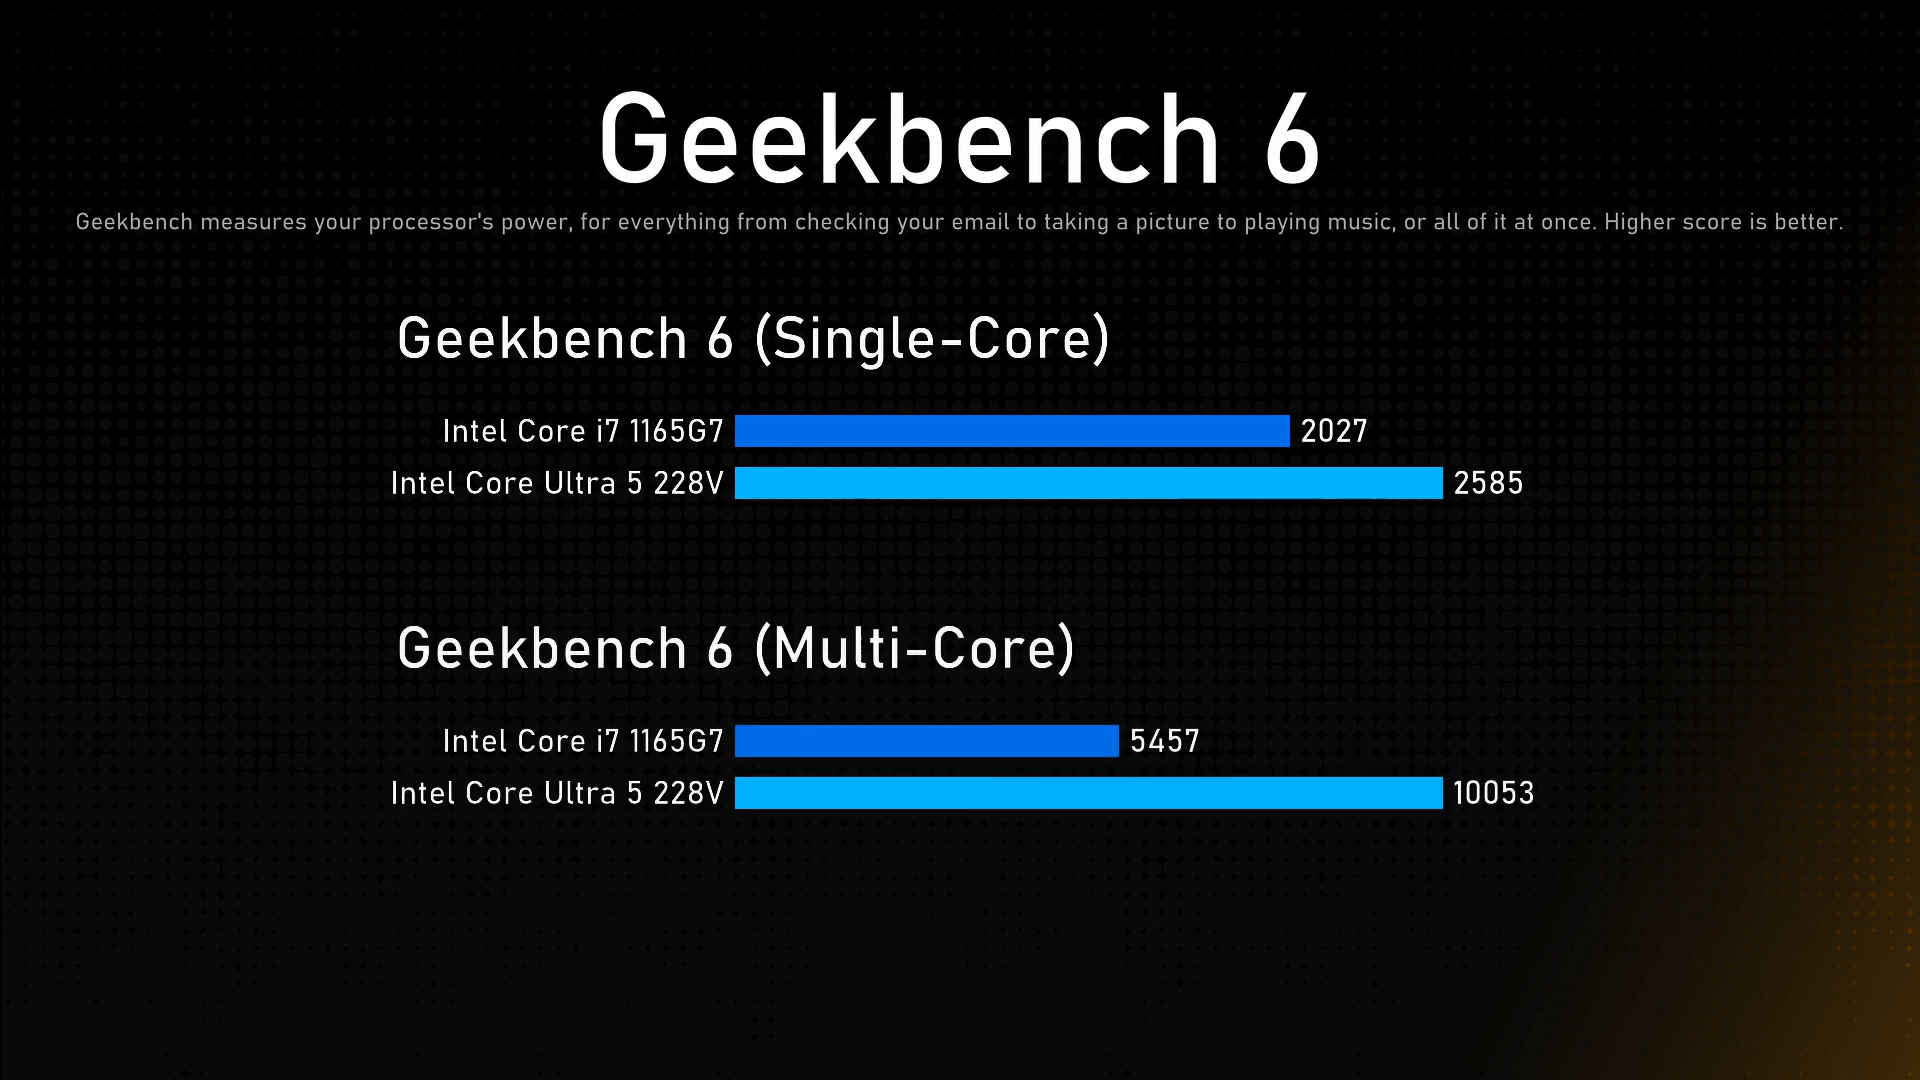 Geekbench 6
Geekbench measures your processor's power, for everything from checking your email to taking a picture to playing music, or all of it at once. Higher score is better.
Geekbench 6 (Single-Core)
Intel Core i7 1165G7 2027
Intel Core Ultra 5 228V 2585
Geekbench 6 (Multi-Core)
Intel Core i7 1165G7 5457
Intel Core Ultra 5 228V 10053